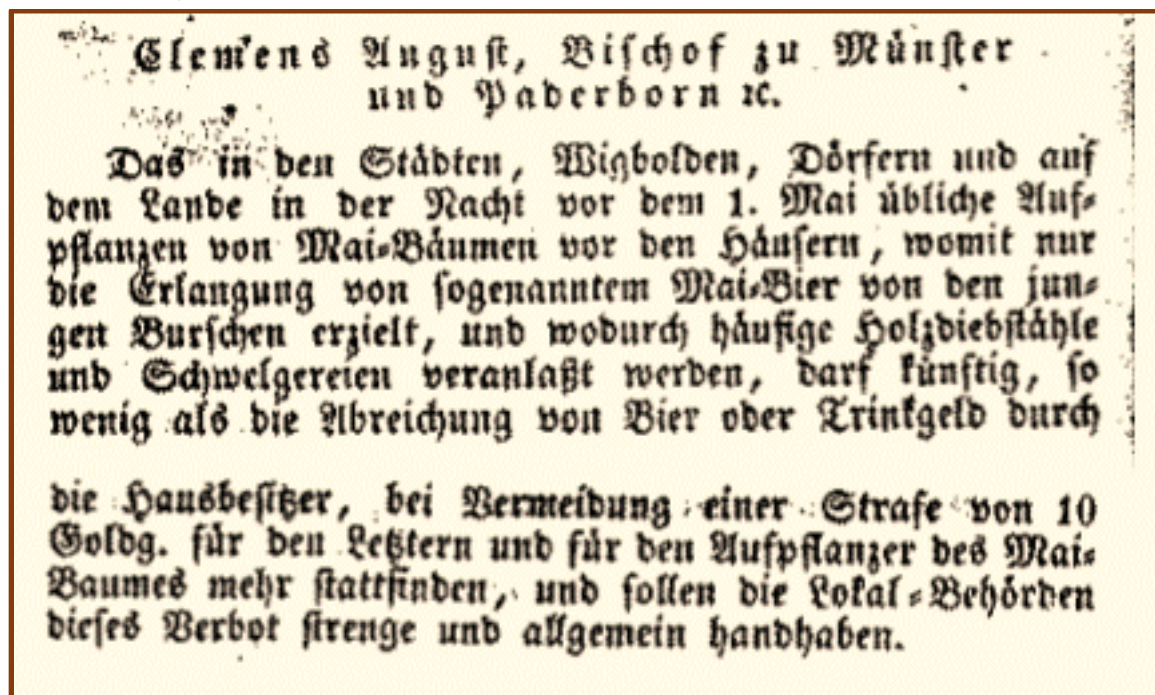 Clemens August, Bischof zu Münster
und Paderborn ꝛc.
Das in den Städten, Wigbolden, Dörfern und auf
dem Lande in der Nacht vor dem 1. Mai übliche Auf-
pflanzen von Mai-Bäumen vor den Häusern, womit nur
die Erlangung von sogenanntem Mai-Bier von den jun-
gen Burschen erzielt, und wodurch häufige Holzdiebstähle
und Schwelgereien veranlaßt werden, darf künftig, so
wenig als die Abreichung von Bier oder Trinkgeld durch
die Hausbesitzer, bei Vermeidung einer Strafe von 10
Goldg. für den Letztern und für den Aufpflanzer des Mai-
Baumes mehr stattfinden, und sollen die Lokal-Behörden
dieses Verbot strenge und allgemein handhaben.